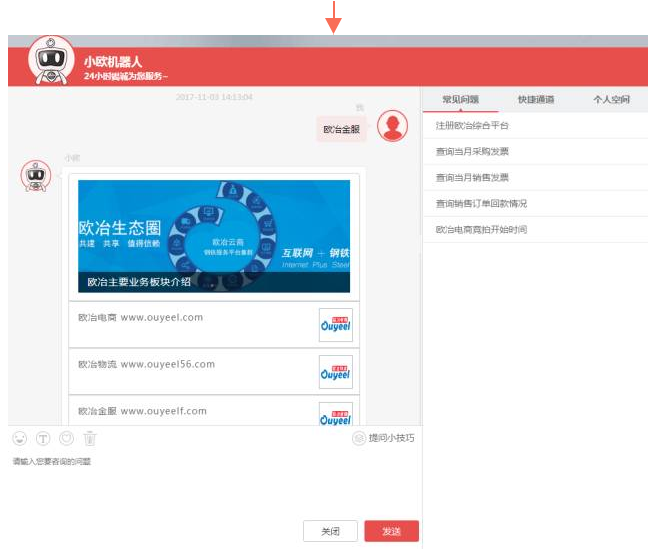 小欧机器人
24小时竭诚为您服务~
2017-11-03 14:13:04
我
欧冶金服
小欧
欧冶生态圈
共建 共享 值得信赖
欧冶云商
钢铁服务平台集群
互联网 + 钢铁
Internet Plus Steel
欧冶主要业务板块介绍
欧冶电商 www.ouyeel.com
Ouyeel
欧冶物流 www.ouyeel56.com
Ouyeel
欧冶金服 www.ouyeelf.com
Ouyeel
提问小技巧
请输入您要咨询的问题
关闭
发送
常见问题
快捷通道
个人空间
注册欧冶综合平台
查询当月采购发票
查询当月销售发票
查询销售订单回款情况
欧冶电商竞拍开始时间